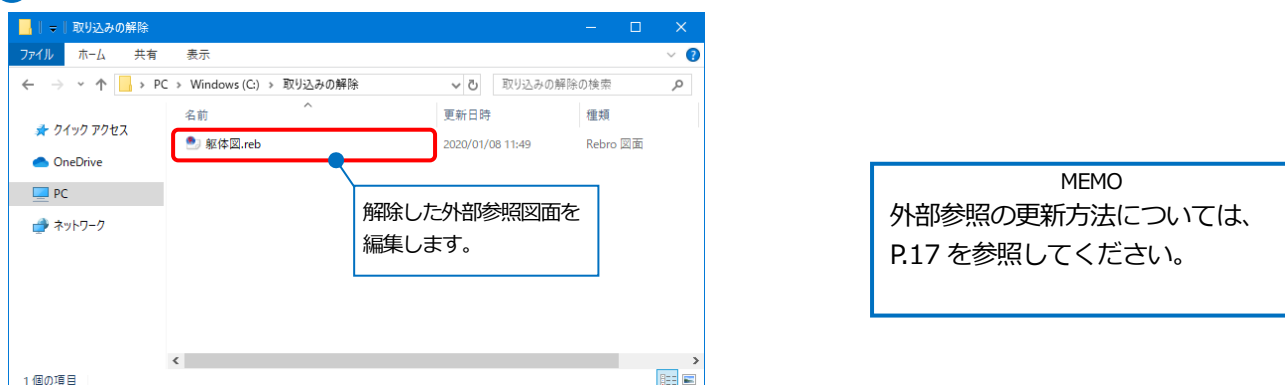 取り込みの解除
ファイル ホーム 共有 表示
PC > Windows (C:) > 取り込みの解除
取り込みの解除の検索
名前 更新日時 種類
クイック アクセス
躯体図.reb 2020/01/08 11:49 Rebro 図面
OneDrive
PC
ネットワーク
解除した外部参照図面を
編集します。
1 個の項目
MEMO
外部参照の更新方法については、
P.17 を参照してください。